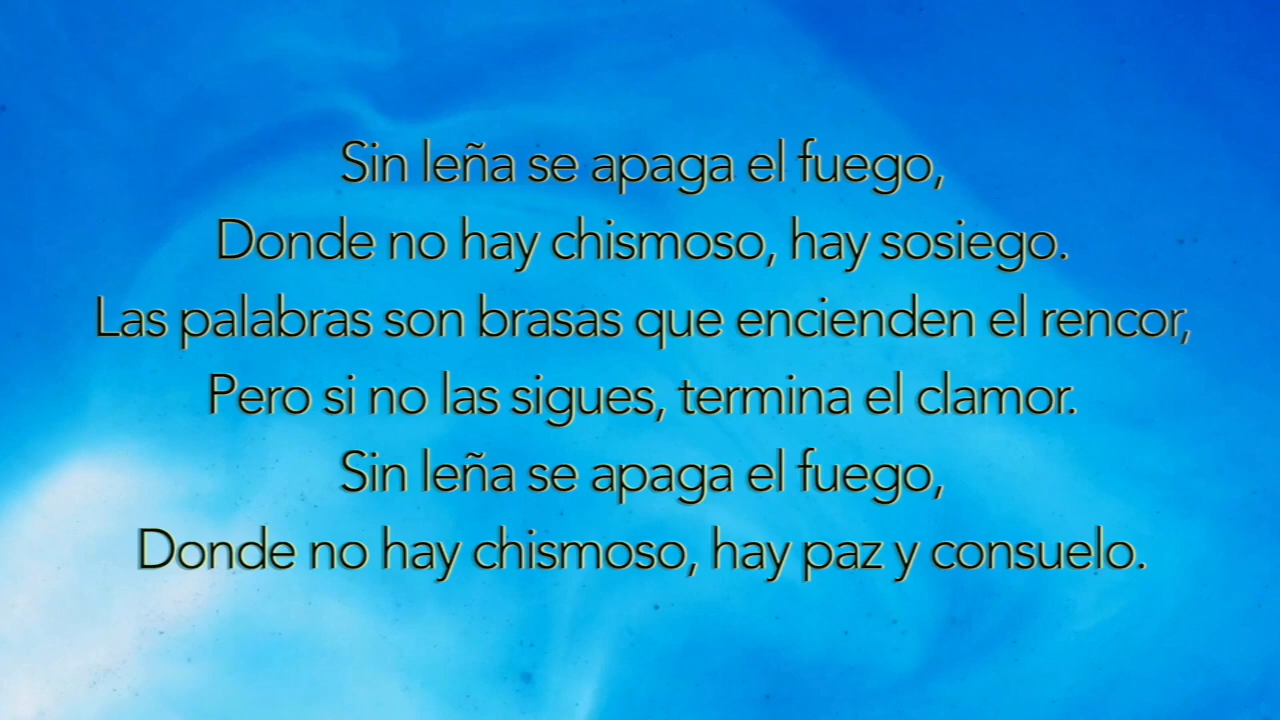 Sin leña se apaga el fuego,
Donde no hay chismoso, hay sosiego.
Las palabras son brasas que encienden el rencor,
Pero si no las sigues, termina el clamor.
Sin leña se apaga el fuego,
Donde no hay chismoso, hay paz y consuelo.